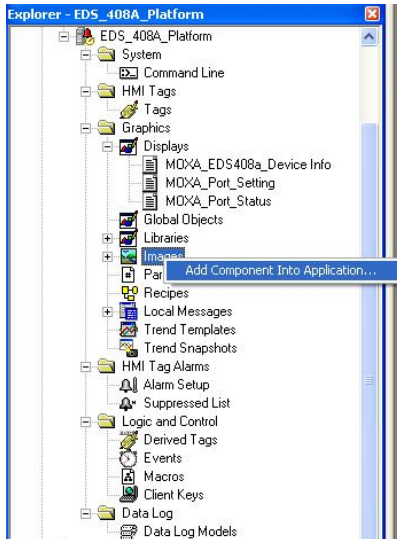 Explorer - EDS_408A_Platform
EDS_408A_Platform
System
Command Line
HMI Tags
Tags
Graphics
Displays
MOXA_EDS408a_Device Info
MOXA_Port_Setting
MOXA_Port_Status
Global Objects
Libraries
Images
Add Component Into Application...
Par
Recipes
Local Messages
Trend Templates
Trend Snapshots
HMI Tag Alarms
Alarm Setup
Suppressed List
Logic and Control
Derived Tags
Events
Macros
Client Keys
Data Log
Data Log Models